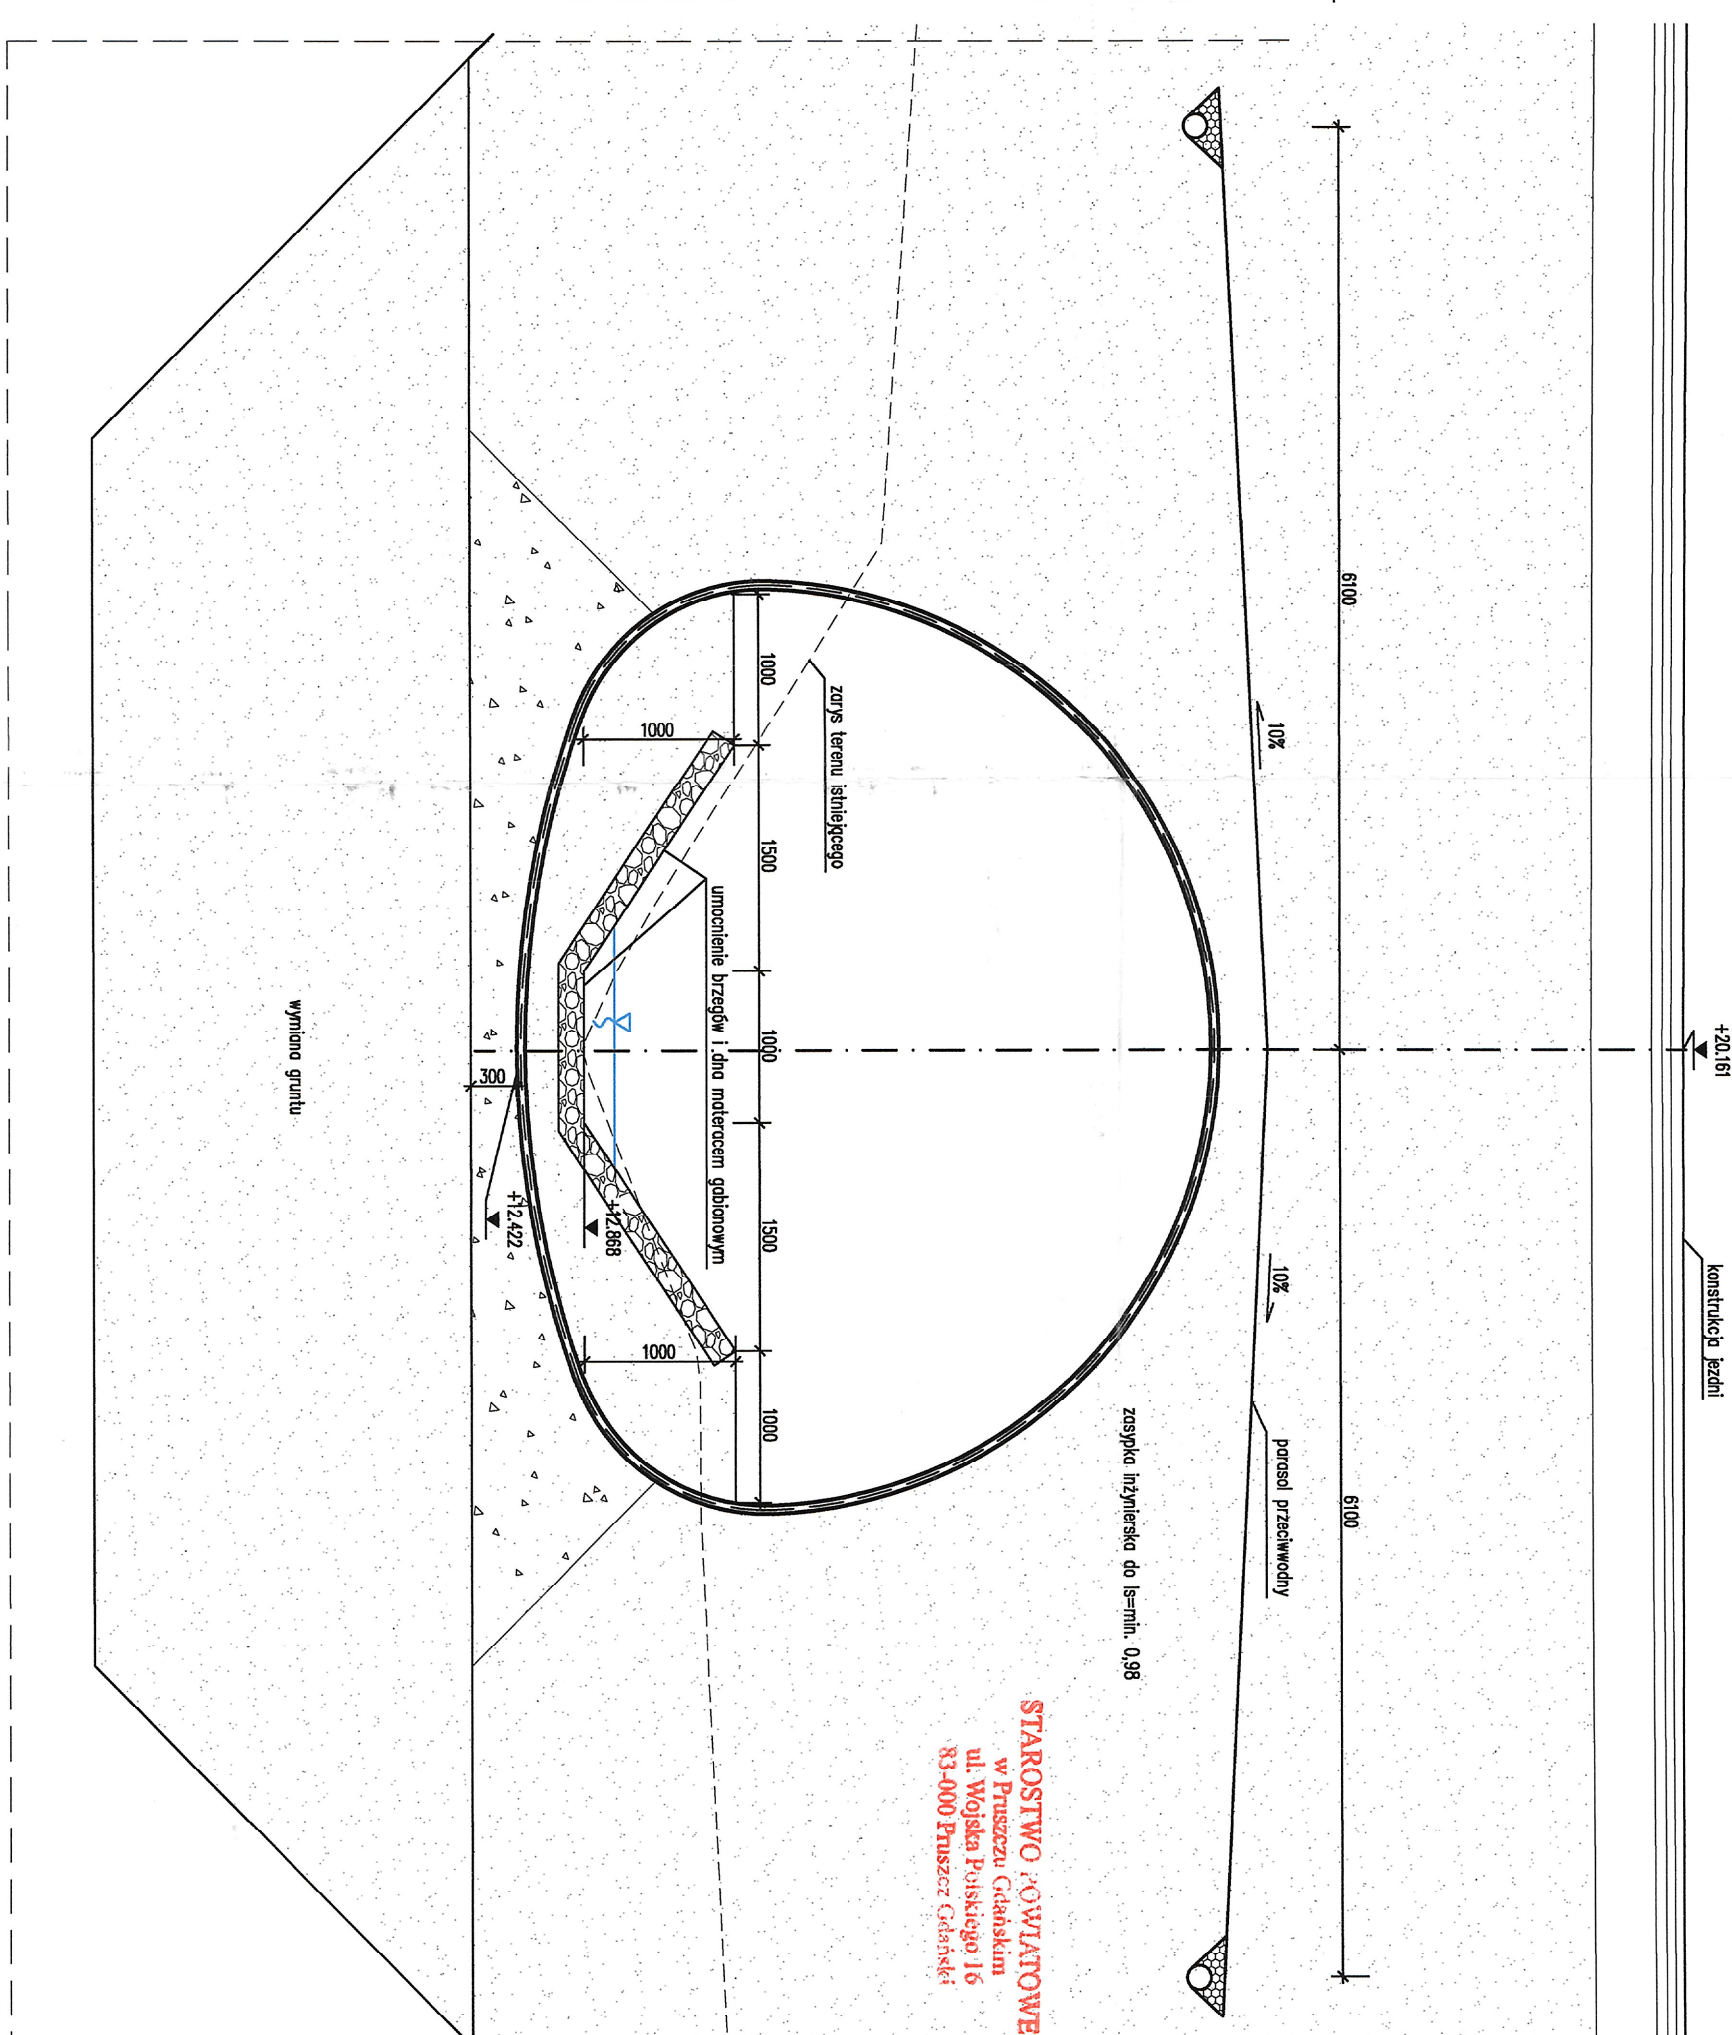 +20.161
konstrukcja jezdni
6100
6100
10%
10%
parasol przeciwwodny
zasypka inżynierska do Is=min. 0,98
zarys terenu istniejącego
1000
1500
1000
1500
1000
umocnienie brzegów i dna materacem gabionowym
1000
1000
+12.868
+12.422
300
wymiana gruntu
STAROSTWO POWIATOWE
w Pruszczu Gdańskim
ul. Wojska Polskiego 16
83-000 Pruszcz Gdański